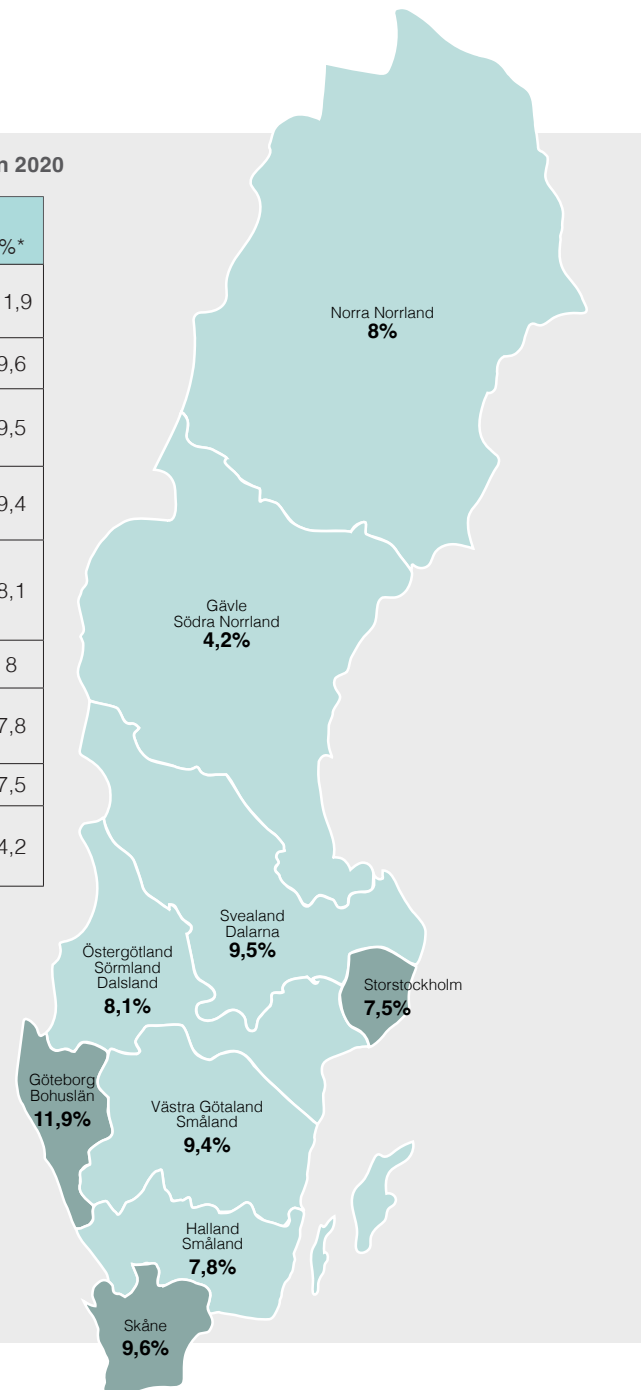 n 2020
%*
1,9
9,6
9,5
9,4
8,1
8
7,8
7,5
4,2
Norra Norrland
8%
Gävle
Södra Norrland
4,2%
Svealand
Dalarna
9,5%
Östergötland
Sörmland
Dalsland
8,1%
Storstockholm
7,5%
Göteborg
Bohuslän
11,9%
Västra Götaland
Småland
9,4%
Halland
Småland
7,8%
Skåne
9,6%